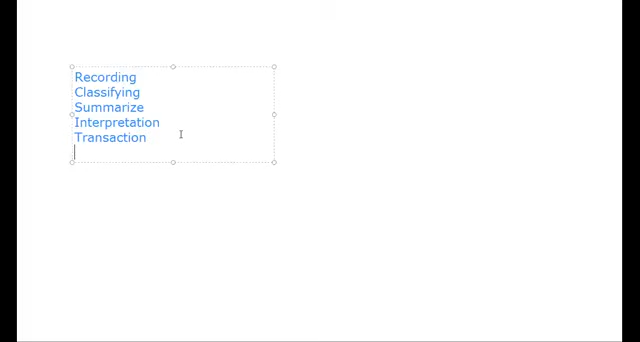 Recording
Classifying
Summarize
Interpretation
Transaction